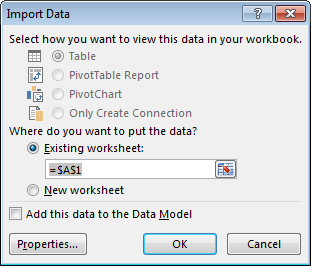 Import Data
Select how you want to view this data in your workbook.
Table
PivotTable Report
PivotChart
Only Create Connection
Where do you want to put the data?
Existing worksheet:
=$A$1
New worksheet
Add this data to the Data Model
Properties...
OK
Cancel